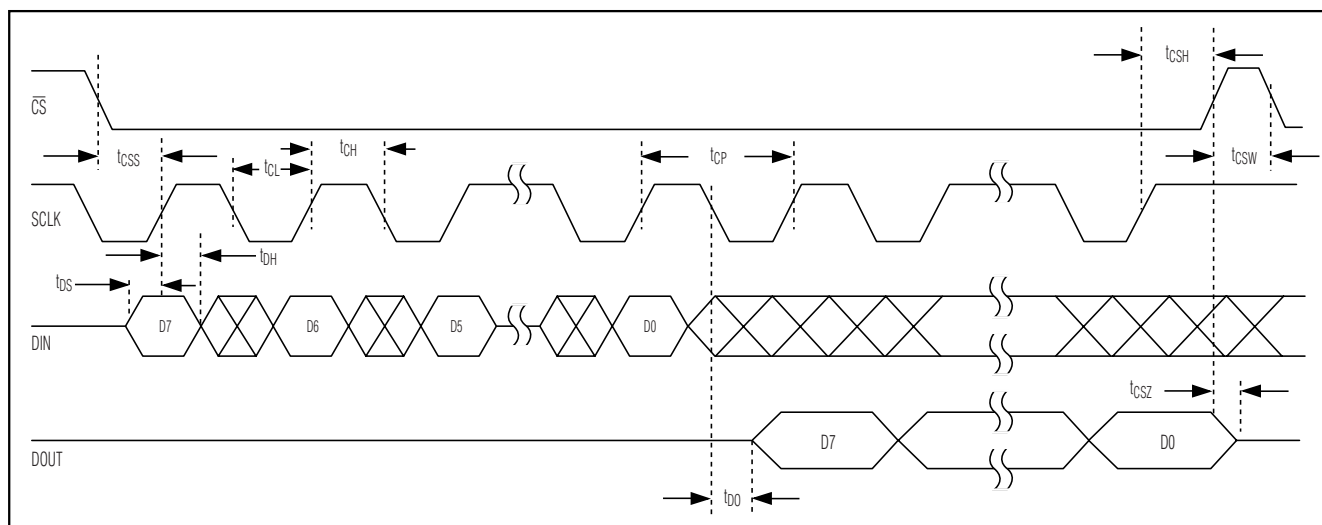 tCSH
CS
tCSS
tCL
tCH
tCP
tCSW
SCLK
tDH
tDS
D7
D6
D5
D0
DIN
tCSZ
D7
D0
DOUT
tDO